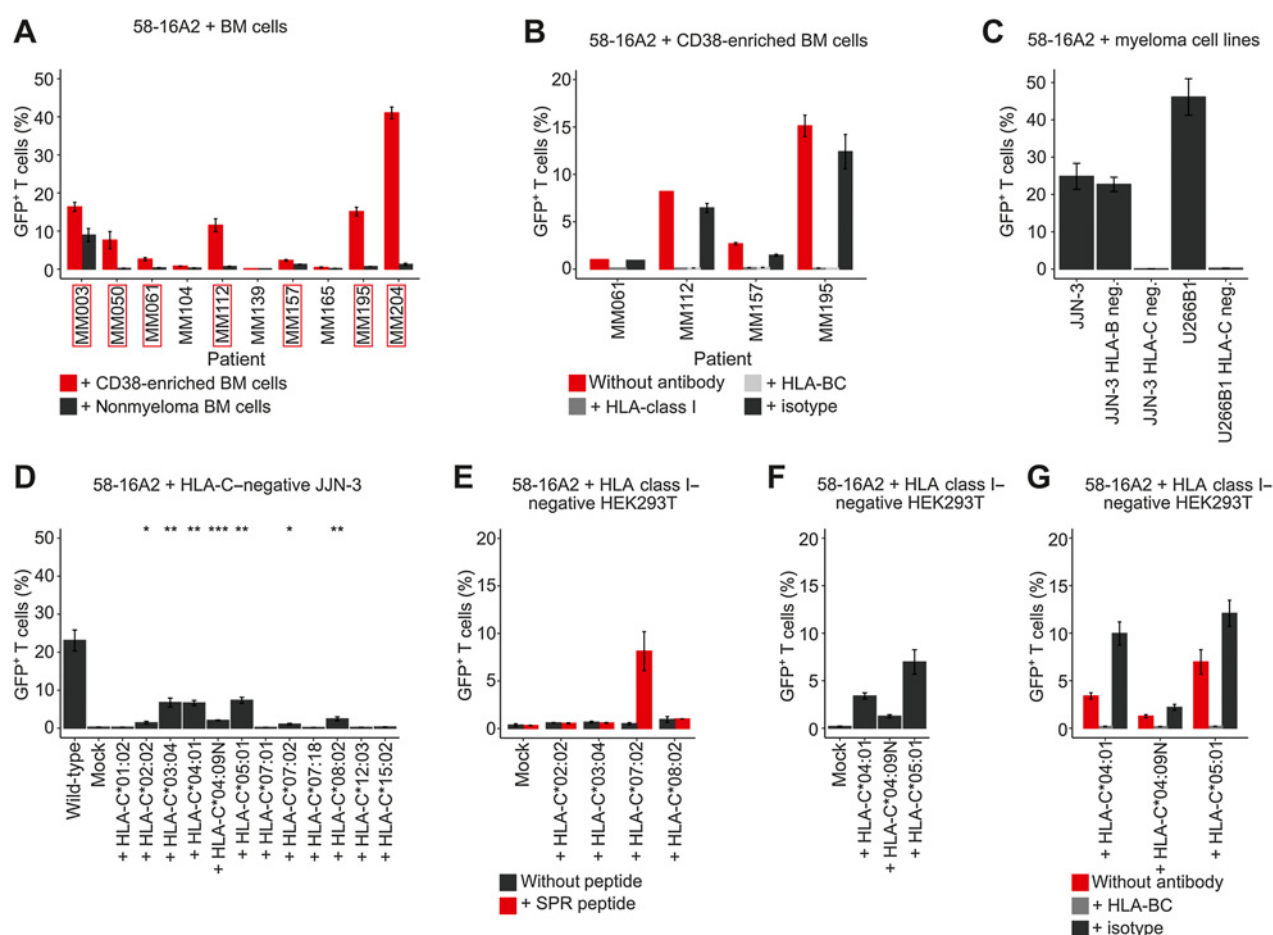 A
58-16A2 + BM cells
GFP+ T cells (%)
50
40
30
20
10
0
MM003
MM050
MM061
MM104
MM112
MM139
MM157
MM165
MM195
MM204
Patient
+ CD38-enriched BM cells
+ Nonmyeloma BM cells
B
58-16A2 + CD38-enriched BM cells
GFP+ T cells (%)
20
15
10
5
0
MM061
MM112
MM157
MM195
Patient
Without antibody
+ HLA-BC
+ HLA-class I
+ isotype
C
58-16A2 + myeloma cell lines
GFP+ T cells (%)
50
40
30
20
10
0
JJN-3
JJN-3 HLA-B neg.
JJN-3 HLA-C neg.
U266B1
U266B1 HLA-C neg.
D
58-16A2 + HLA-C–negative JJN-3
GFP+ T cells (%)
50
40
30
20
10
0
* ** ** *** ** * **
Wild-type
Mock
+ HLA-C*01:02
+ HLA-C*02:02
+ HLA-C*03:04
+ HLA-C*04:01
+ HLA-C*04:09N
+ HLA-C*05:01
+ HLA-C*07:01
+ HLA-C*07:02
+ HLA-C*07:18
+ HLA-C*08:02
+ HLA-C*12:03
+ HLA-C*15:02
E
58-16A2 + HLA class I–
negative HEK293T
GFP+ T cells (%)
20
15
10
5
0
Mock
+ HLA-C*02:02
+ HLA-C*03:04
+ HLA-C*07:02
+ HLA-C*08:02
Without peptide
+ SPR peptide
F
58-16A2 + HLA class I–
negative HEK293T
GFP+ T cells (%)
20
15
10
5
0
Mock
+ HLA-C*04:01
+ HLA-C*04:09N
+ HLA-C*05:01
G
58-16A2 + HLA class I–
negative HEK293T
GFP+ T cells (%)
20
15
10
5
0
+ HLA-C*04:01
+ HLA-C*04:09N
+ HLA-C*05:01
Without antibody
+ HLA-BC
+ isotype